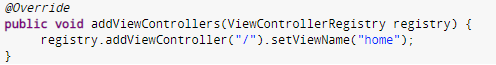 @Override
public void addViewControllers(ViewControllerRegistry registry) {
     registry.addViewController("/").setViewName("home");
}